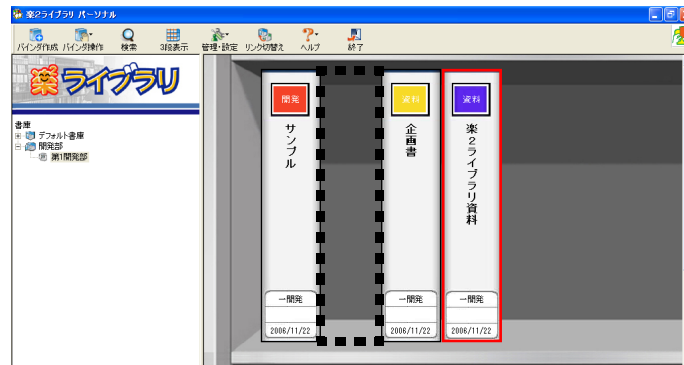 楽2ライブラリ パーソナル
バインダ作成 バインダ操作 検索 3段表示 管理・設定 リンク切替え ヘルプ 終了
楽ライブラリ
書庫
デフォルト書庫
開発部
第1開発部
開発
サンプル
一開発
2006/11/22
資料
企画書
一開発
2006/11/22
資料
楽2ライブラリ資料
一開発
2006/11/22